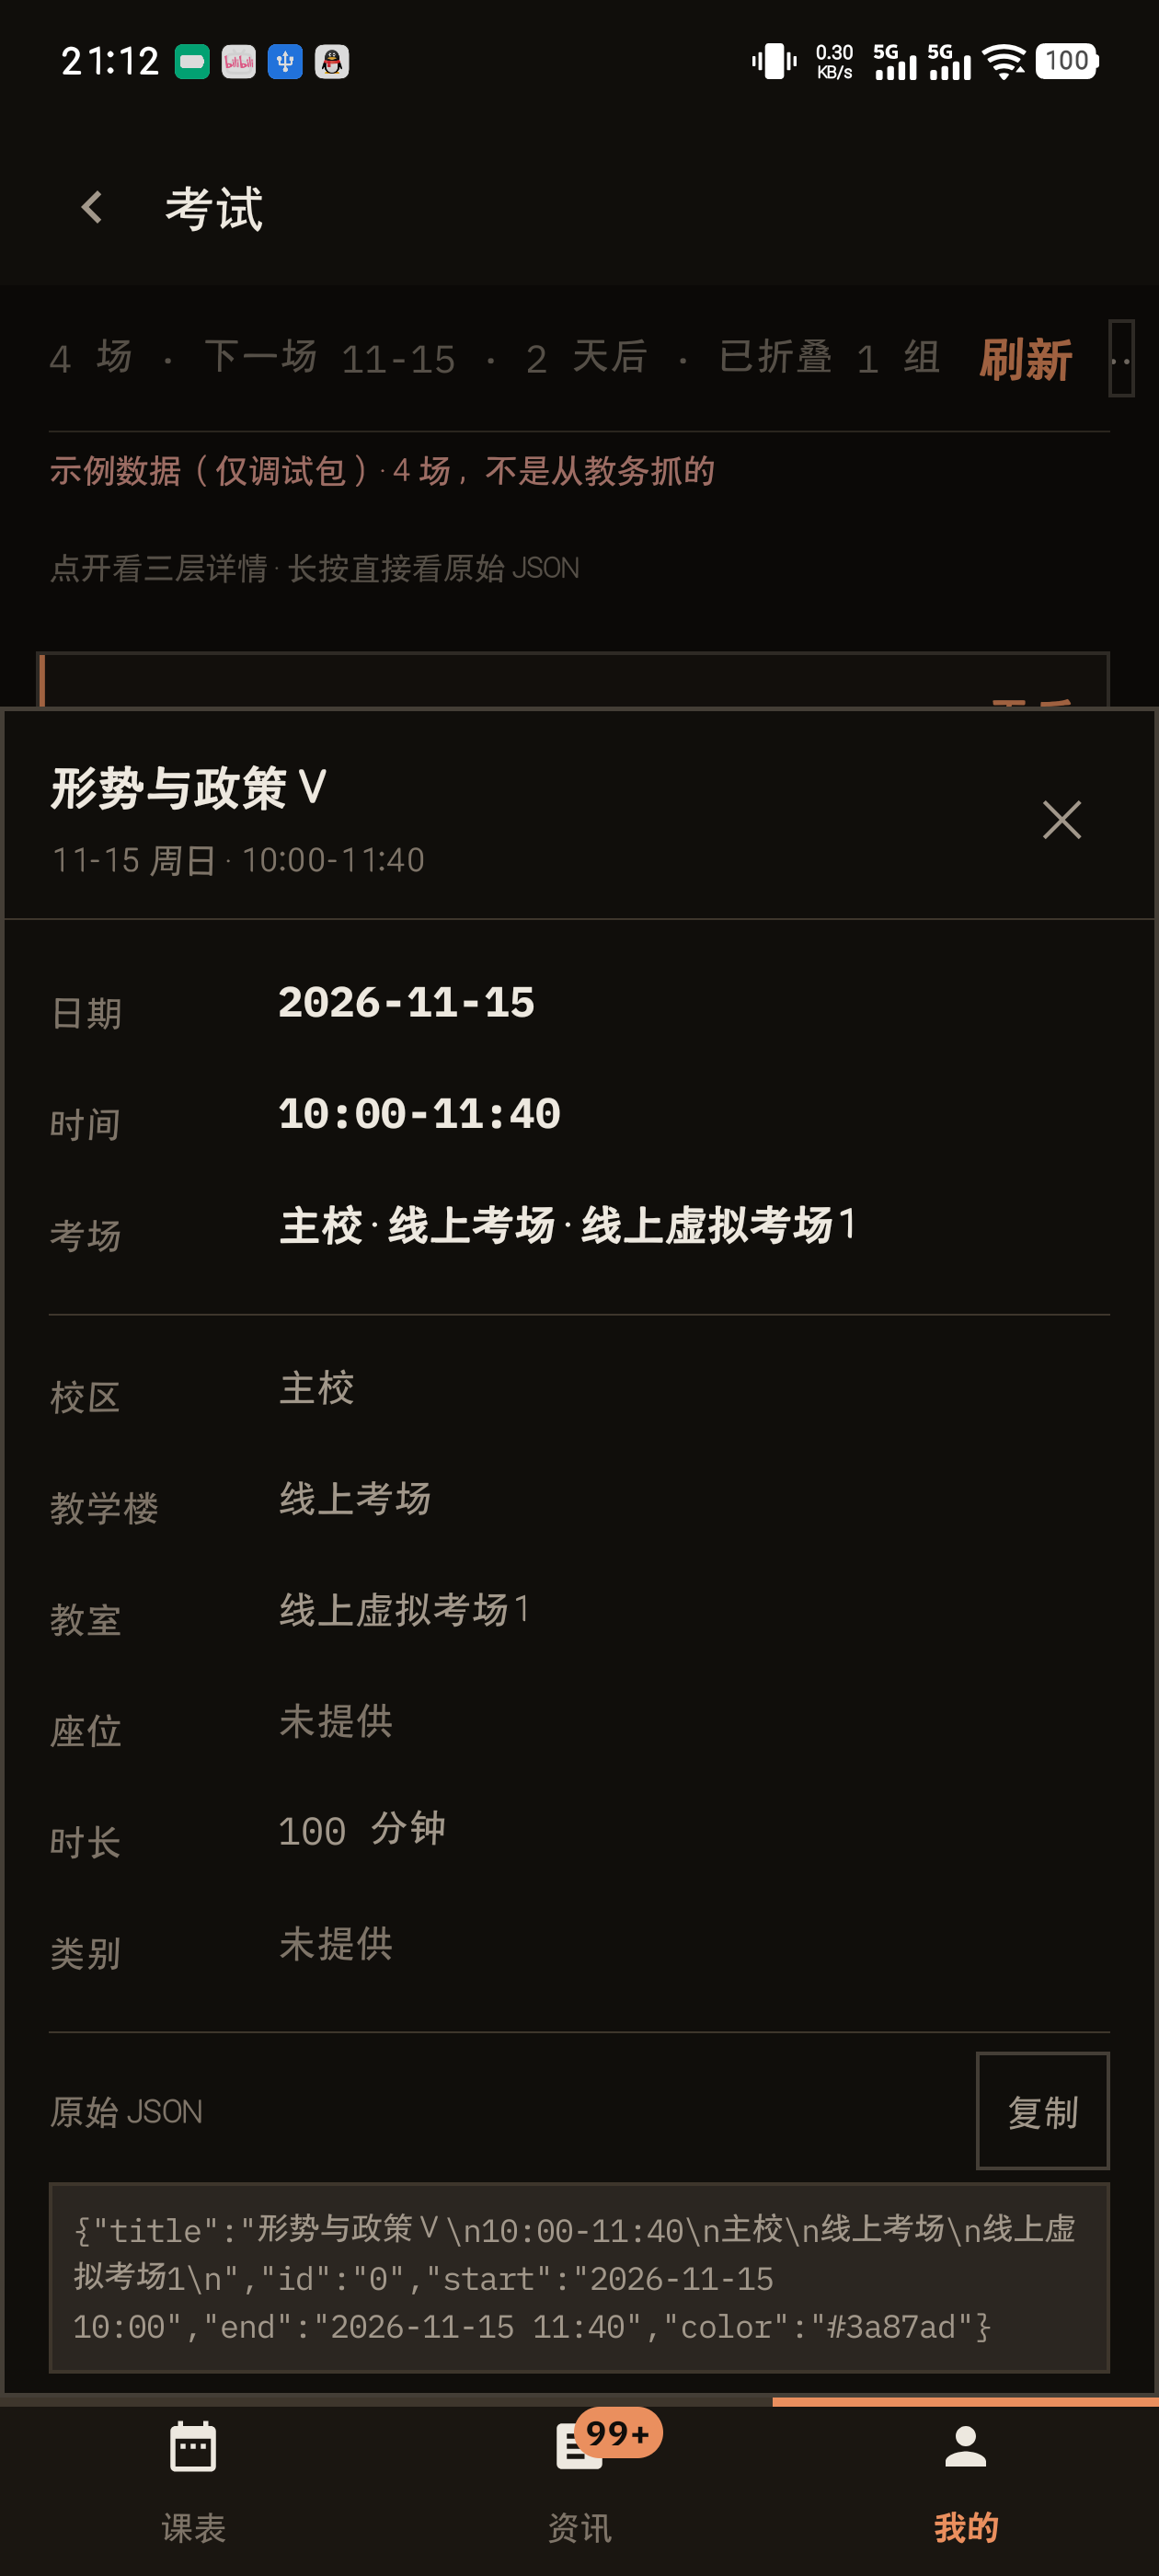 21:12
bilibili
0.30 KB/s
5G 5G
100
考试
4 场 · 下一场 11-15 · 2 天后 · 已折叠 1 组 刷新
示例数据（仅调试包）· 4 场，不是从教务抓的
点开看三层详情 · 长按直接看原始 JSON
形势与政策Ⅴ
11-15 周日 · 10:00-11:40
日期 2026-11-15
时间 10:00-11:40
考场 主校 · 线上考场 · 线上虚拟考场1
校区 主校
教学楼 线上考场
教室 线上虚拟考场1
座位 未提供
时长 100 分钟
类别 未提供
原始 JSON 复制
{"title":"形势与政策Ⅴ\n10:00-11:40\n主校\n线上考场\n线上虚
拟考场1\n","id":"0","start":"2026-11-15
10:00","end":"2026-11-15 11:40","color":"#3a87ad"}
99+
课表 资讯 我的